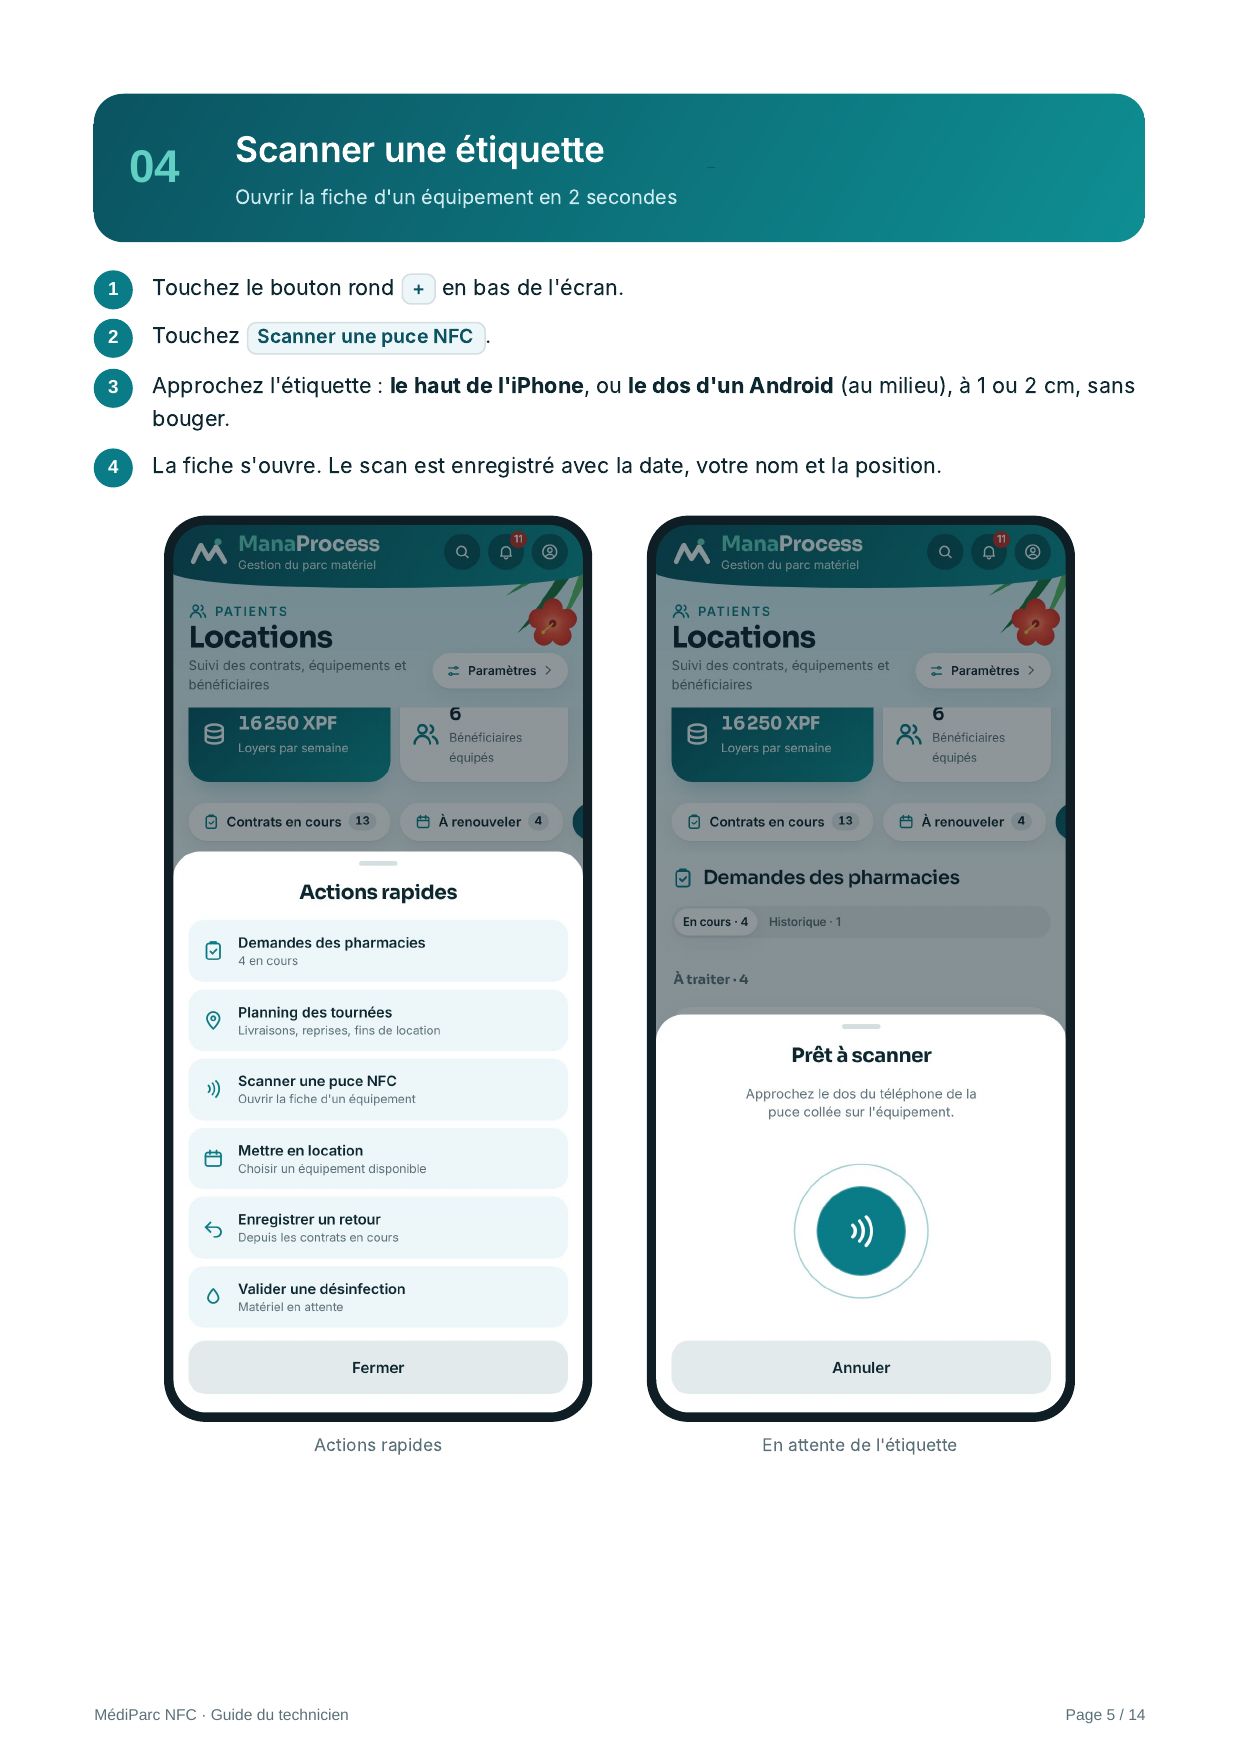 04
Scanner une étiquette
Ouvrir la fiche d'un équipement en 2 secondes
1 Touchez le bouton rond + en bas de l'écran.
2 Touchez Scanner une puce NFC.
3 Approchez l'étiquette : le haut de l'iPhone, ou le dos d'un Android (au milieu), à 1 ou 2 cm, sans
bouger.
4 La fiche s'ouvre. Le scan est enregistré avec la date, votre nom et la position.
ManaProcess
Gestion du parc matériel
11
PATIENTS
Locations
Suivi des contrats, équipements et
bénéficiaires
Paramètres
16 250 XPF
Loyers par semaine
6
Bénéficiaires
équipés
Contrats en cours 13
À renouveler 4
Actions rapides
Demandes des pharmacies
4 en cours
Planning des tournées
Livraisons, reprises, fins de location
Scanner une puce NFC
Ouvrir la fiche d'un équipement
Mettre en location
Choisir un équipement disponible
Enregistrer un retour
Depuis les contrats en cours
Valider une désinfection
Matériel en attente
Fermer
Actions rapides
ManaProcess
Gestion du parc matériel
11
PATIENTS
Locations
Suivi des contrats, équipements et
bénéficiaires
Paramètres
16 250 XPF
Loyers par semaine
6
Bénéficiaires
équipés
Contrats en cours 13
À renouveler 4
Demandes des pharmacies
En cours · 4
Historique · 1
À traiter · 4
Prêt à scanner
Approchez le dos du téléphone de la
puce collée sur l'équipement.
Annuler
En attente de l'étiquette
MédiParc NFC · Guide du technicien
Page 5 / 14